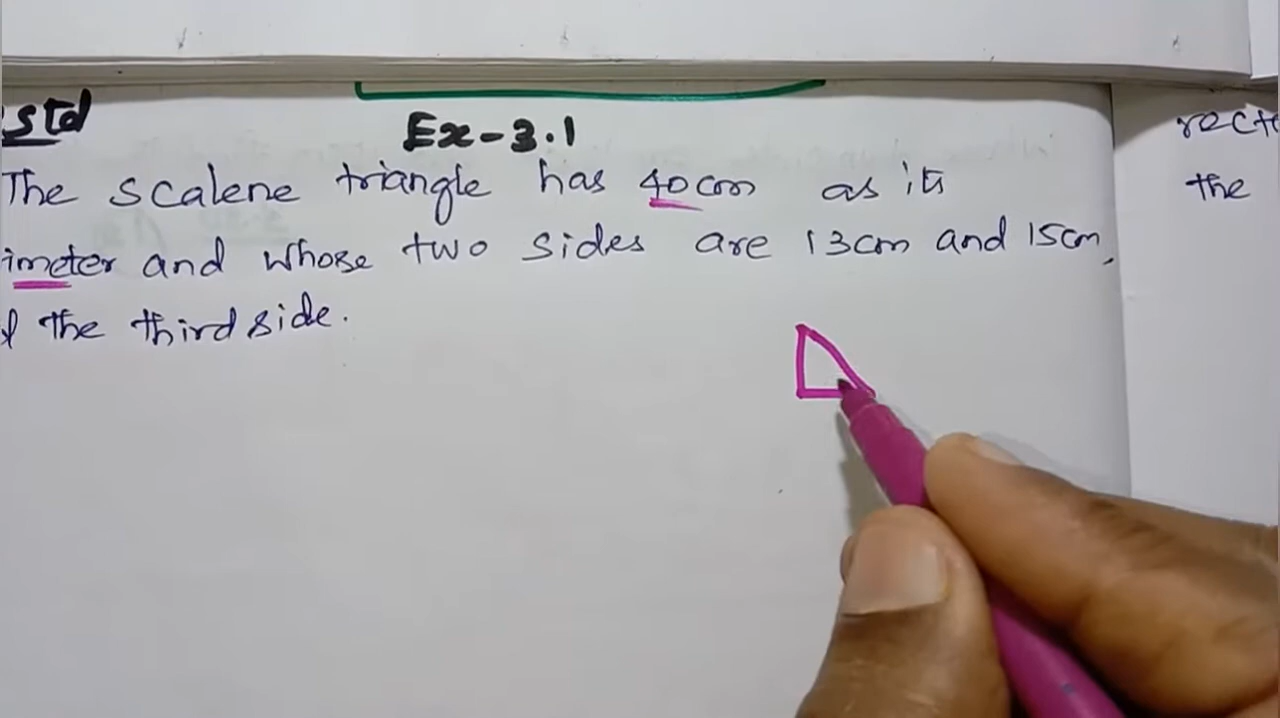 std
Ex-3.1
The scalene triangle has 40cm as its
imeter and whose two sides are 13cm and 15cm,
the third side.
recta
the